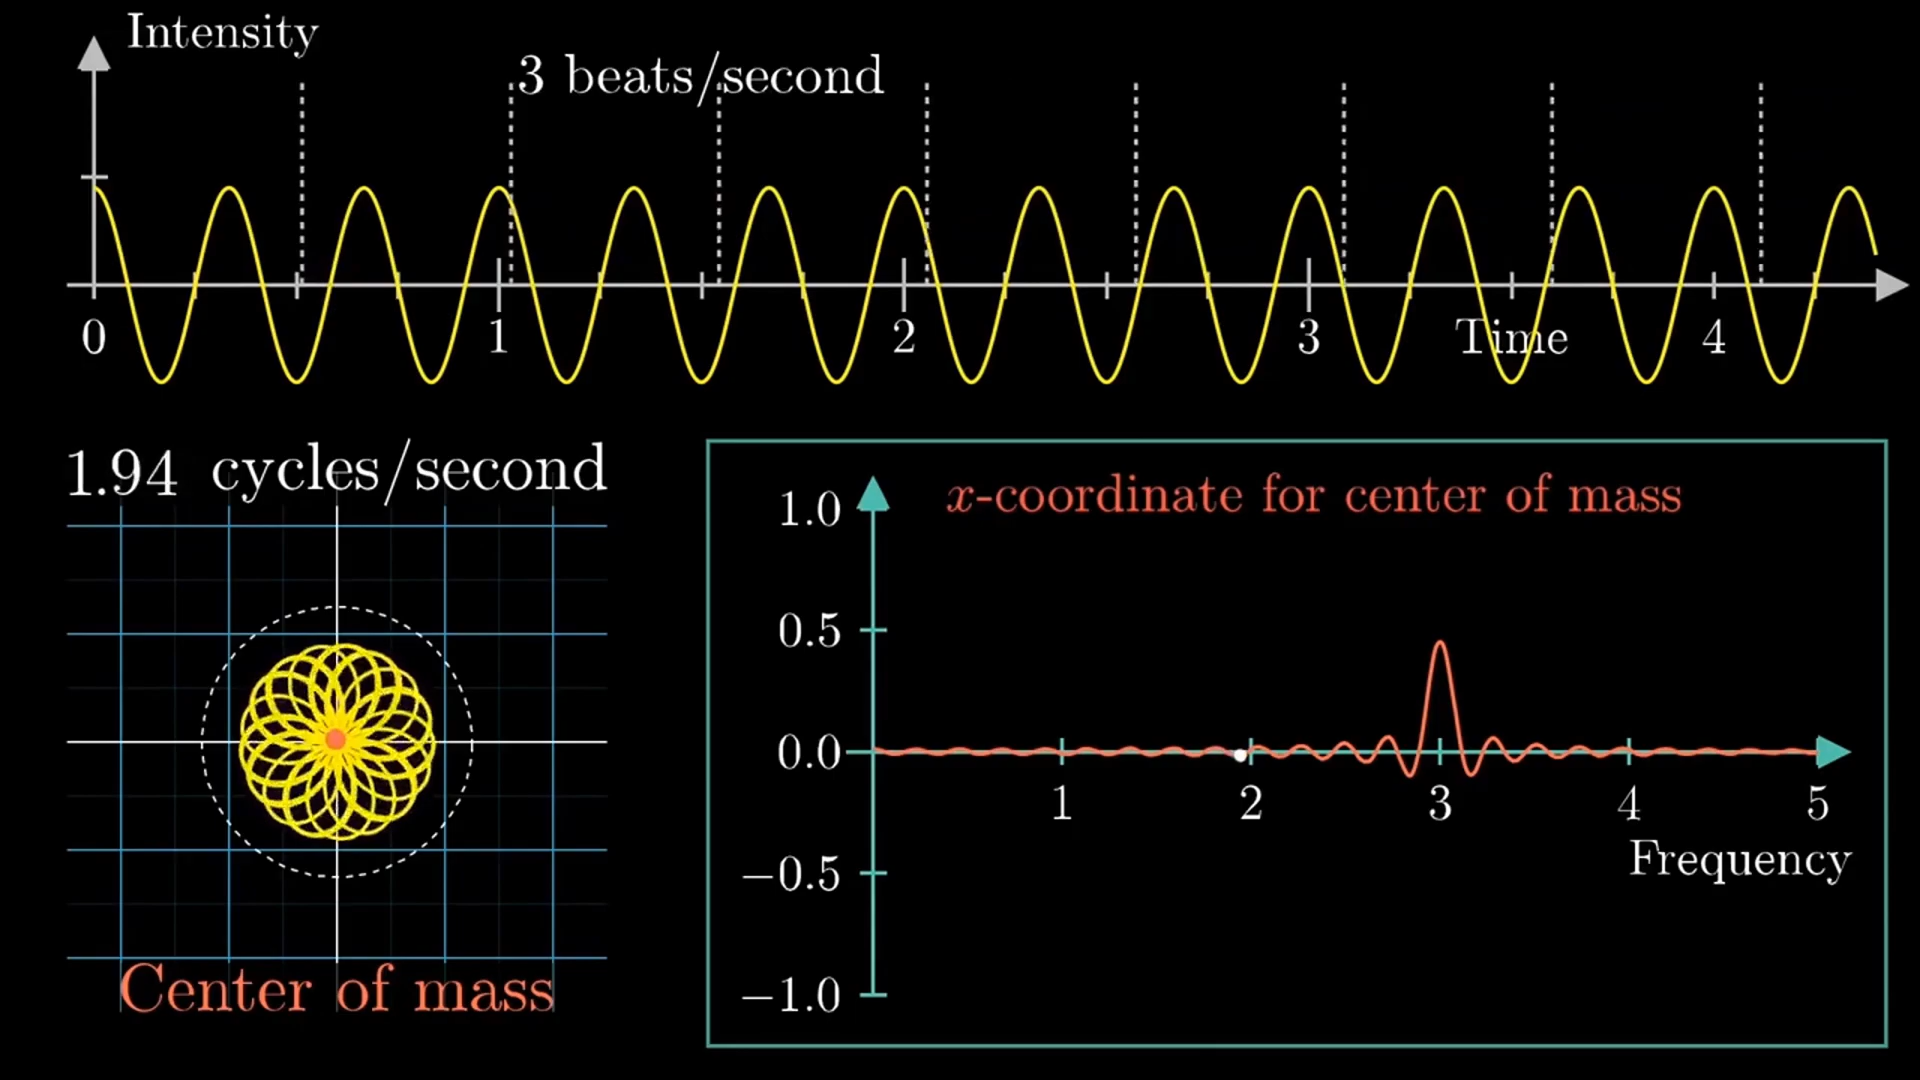 Intensity
3 beats/second
0 1 2 3 Time 4
1.94 cycles/second
Center of mass
x-coordinate for center of mass
1.0
0.5
0.0
1 2 3 4 5
Frequency
−0.5
−1.0